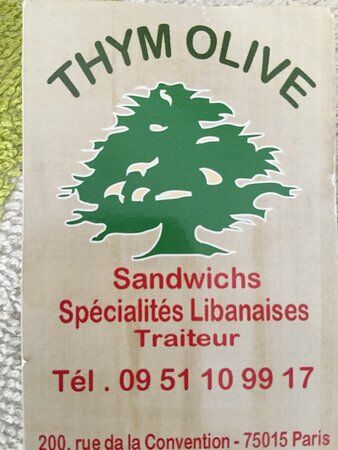 THYM OLIVE
Sandwichs
Spécialités Libanaises
Traiteur
Tél . 09 51 10 99 17
200, rue da la Convention - 75015 Paris